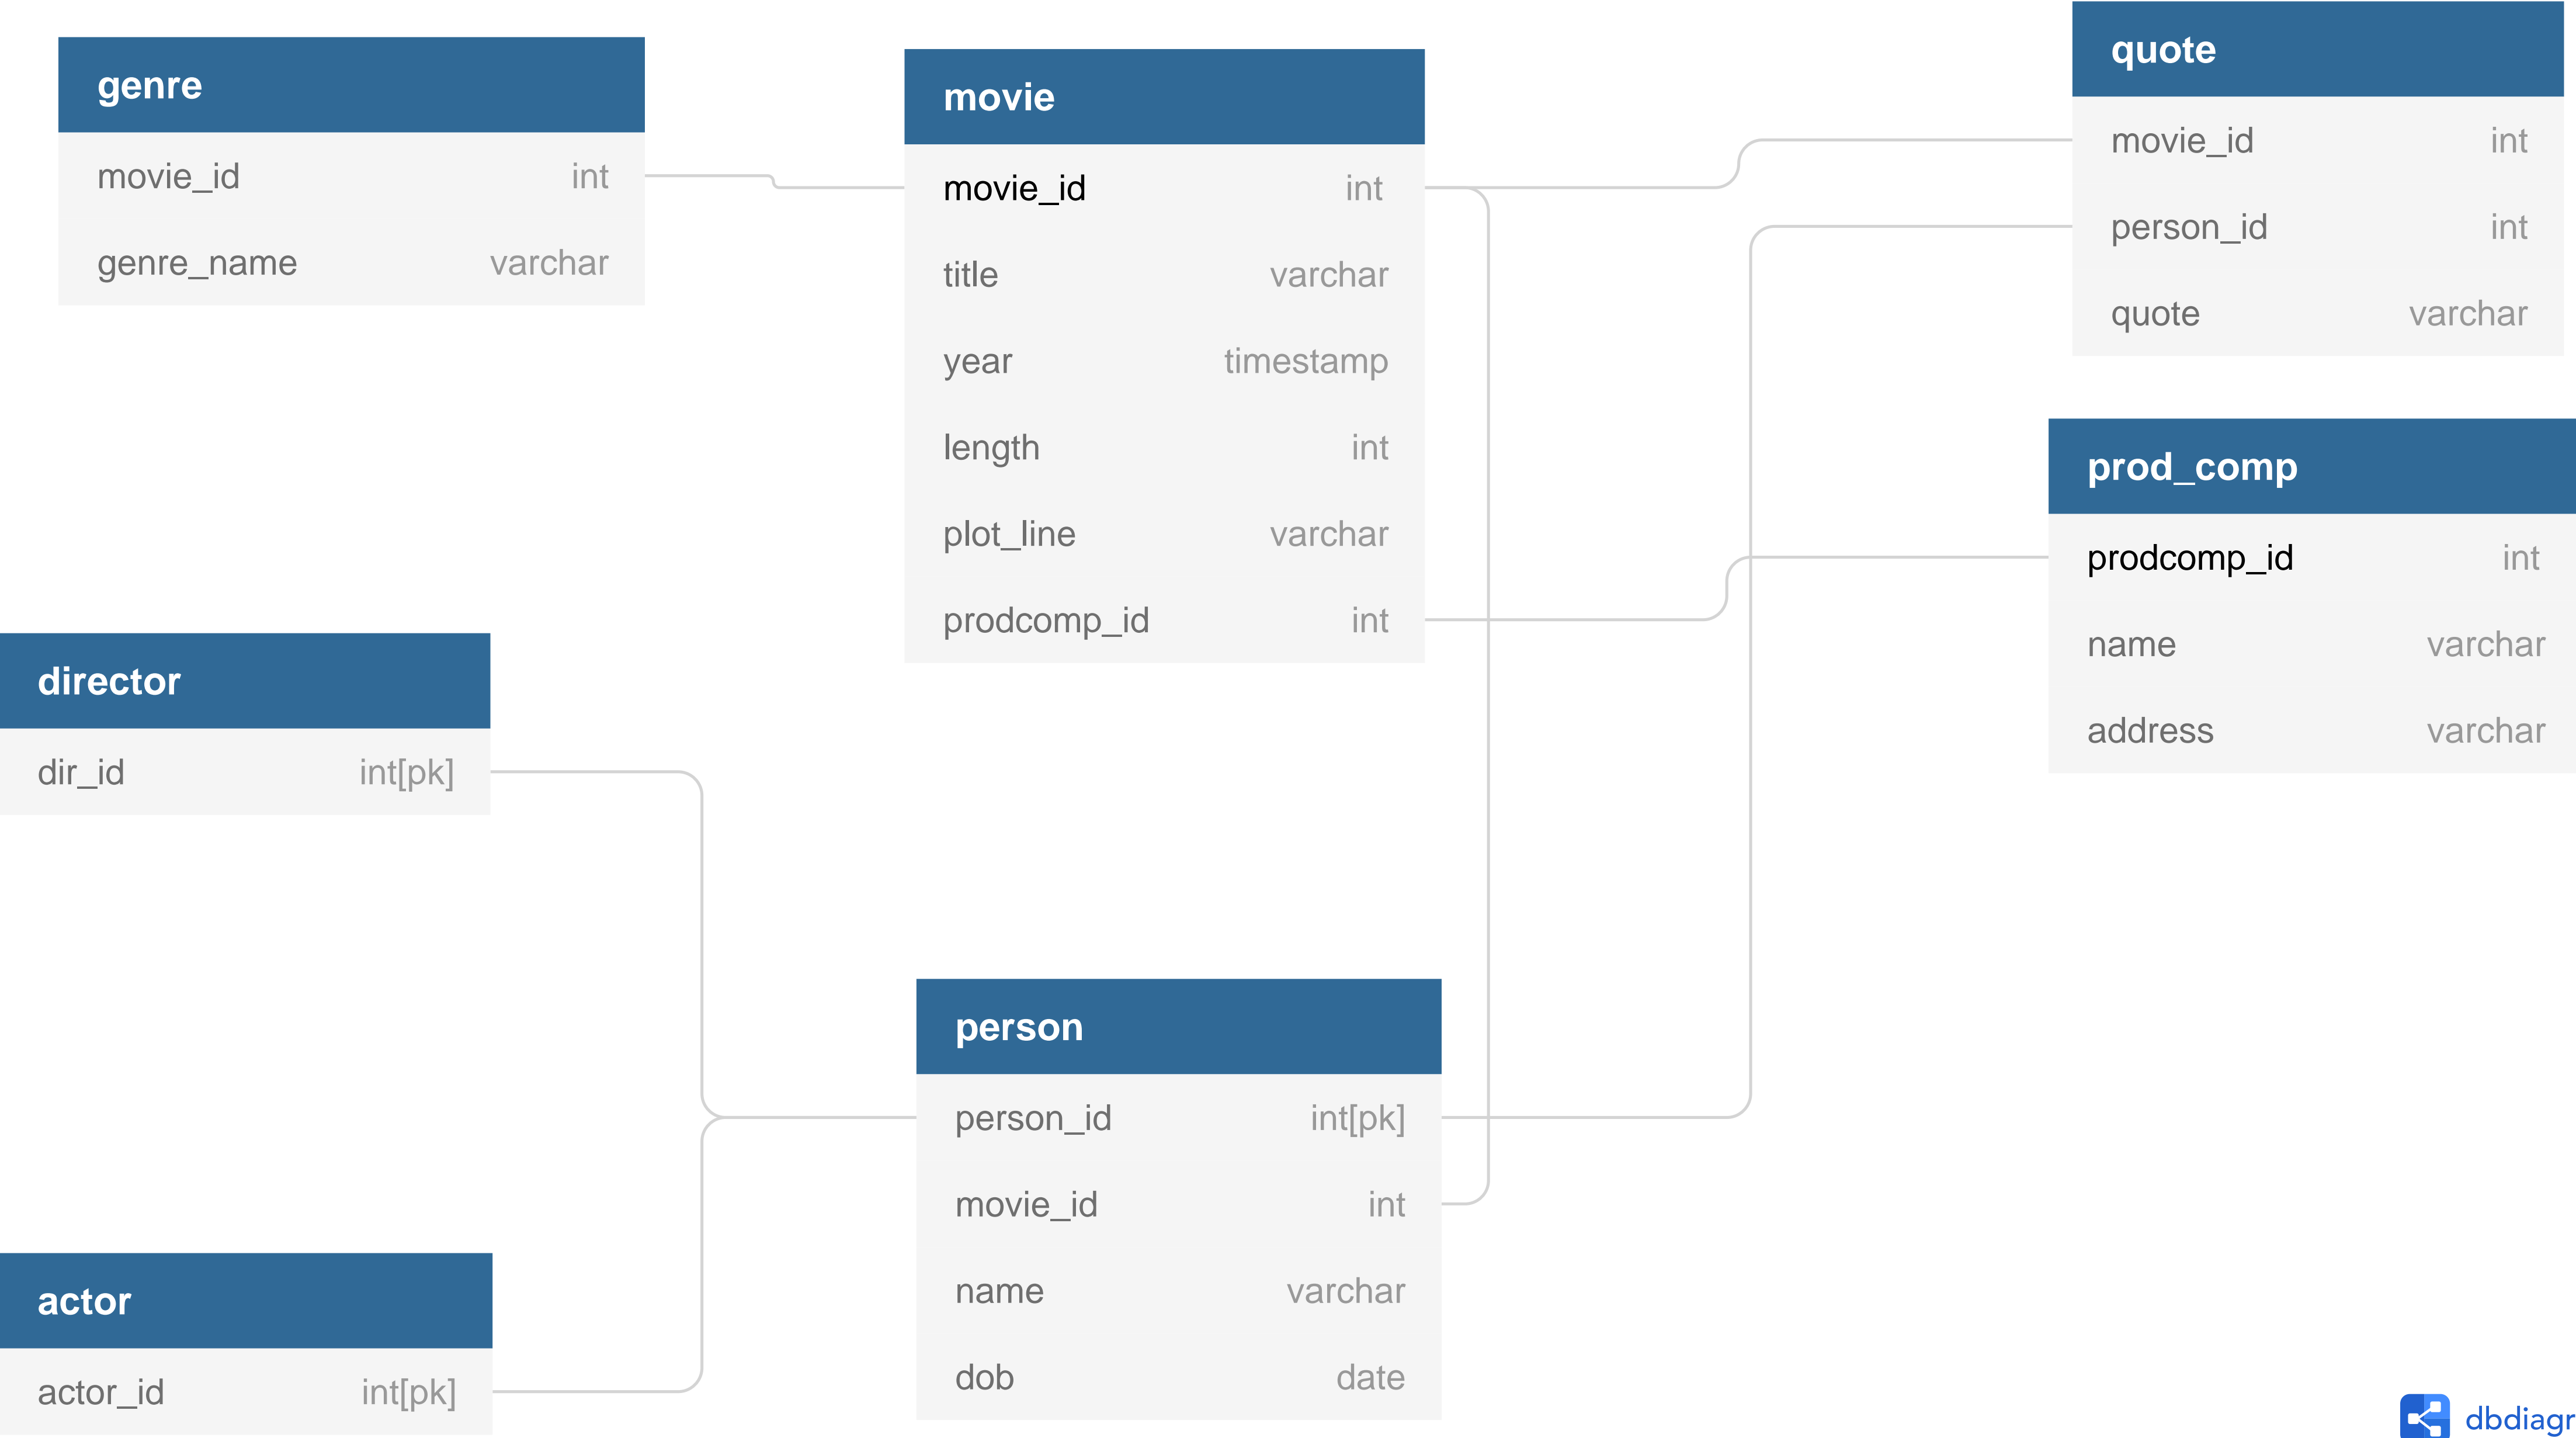 genre
movie_id int
genre_name varchar
movie
movie_id int
title varchar
year timestamp
length int
plot_line varchar
prodcomp_id int
quote
movie_id int
person_id int
quote varchar
prod_comp
prodcomp_id int
name varchar
address varchar
director
dir_id int[pk]
person
person_id int[pk]
movie_id int
name varchar
dob date
actor
actor_id int[pk]
dbdiagr